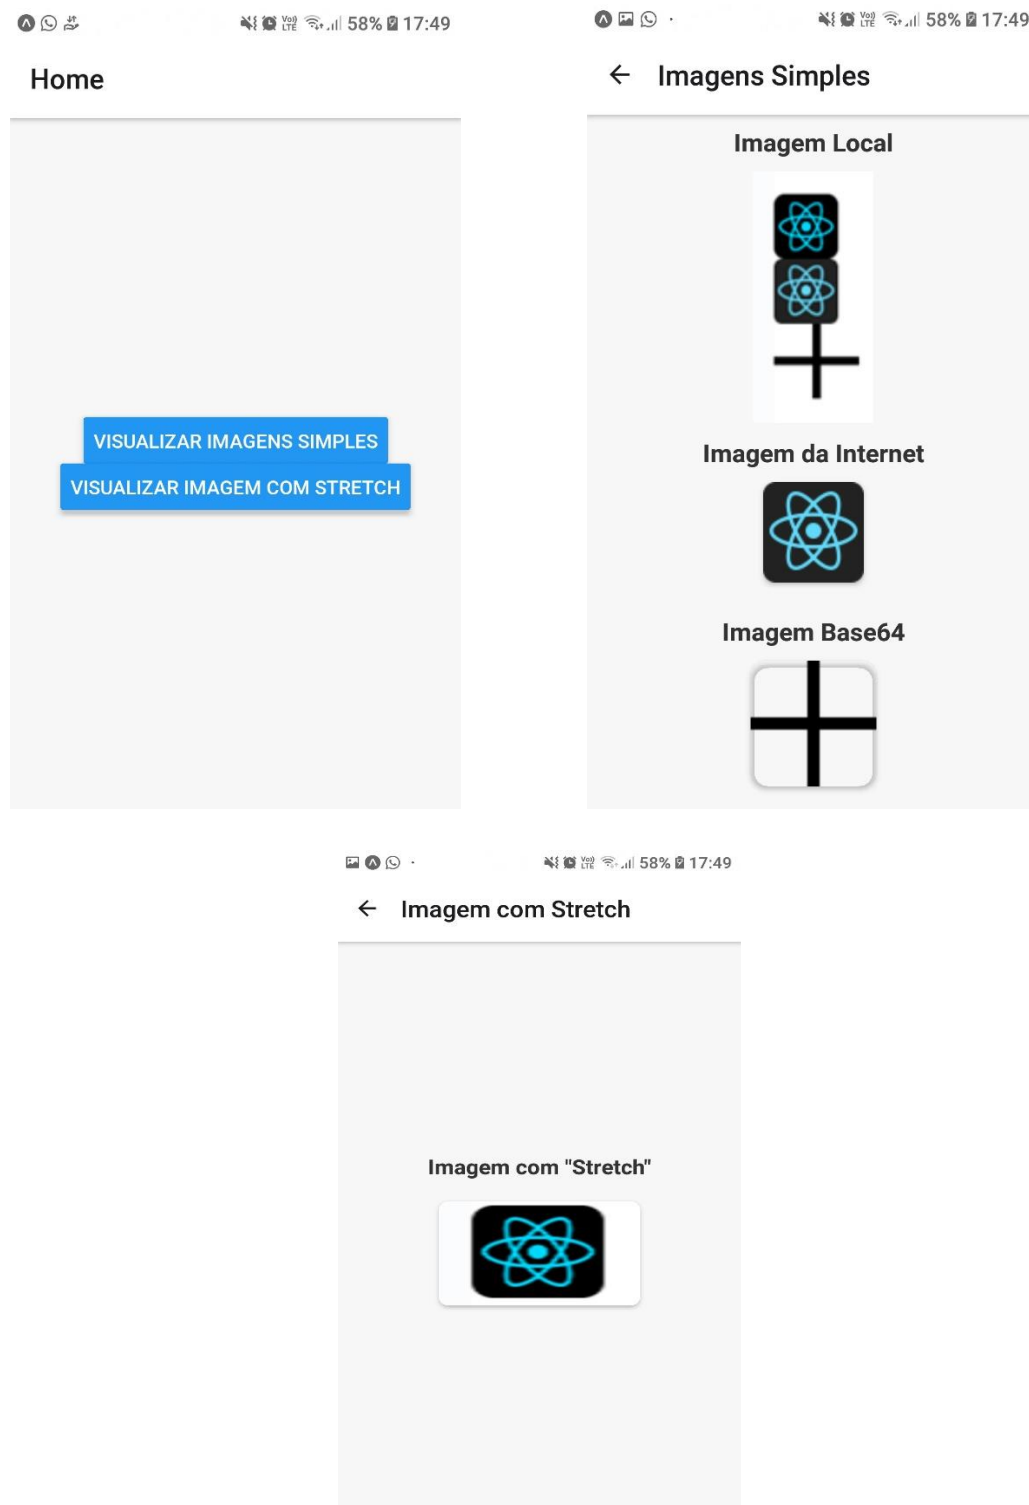 58% 17:49
Home
VISUALIZAR IMAGENS SIMPLES
VISUALIZAR IMAGEM COM STRETCH
58% 17:49
Imagens Simples
Imagem Local
Imagem da Internet
Imagem Base64
58% 17:49
Imagem com Stretch
Imagem com "Stretch"